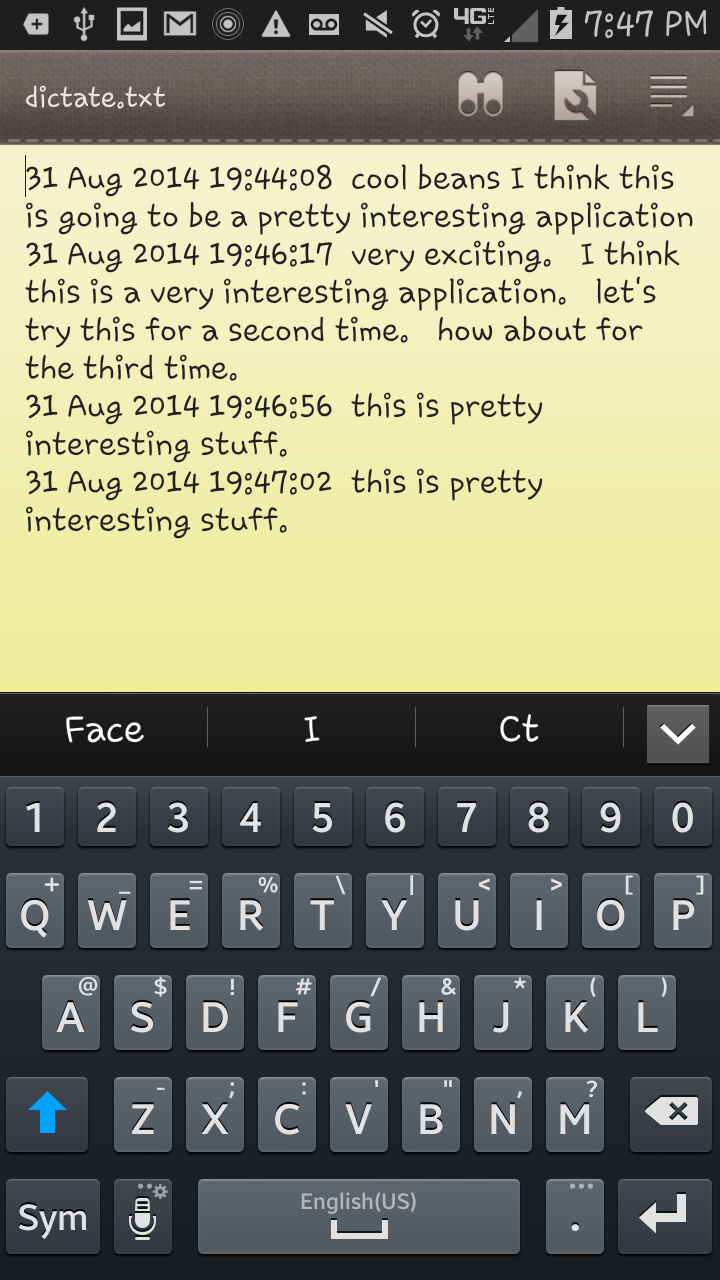 4G LTE 7:47 PM
dictate.txt
31 Aug 2014 19:44:08  cool beans I think this
is going to be a pretty interesting application
31 Aug 2014 19:46:17  very exciting.   I think
this is a very interesting application.   let's
try this for a second time.   how about for
the third time.
31 Aug 2014 19:46:56  this is pretty
interesting stuff.
31 Aug 2014 19:47:02  this is pretty
interesting stuff.
Face I Ct
1 2 3 4 5 6 7 8 9 0
+ _ = % \ | < > [ ]
Q W E R T Y U I O P
@ $ ! # / & * ( )
A S D F G H J K L
- ; : ' " , ?
Z X C V B N M
English(US)
Sym .